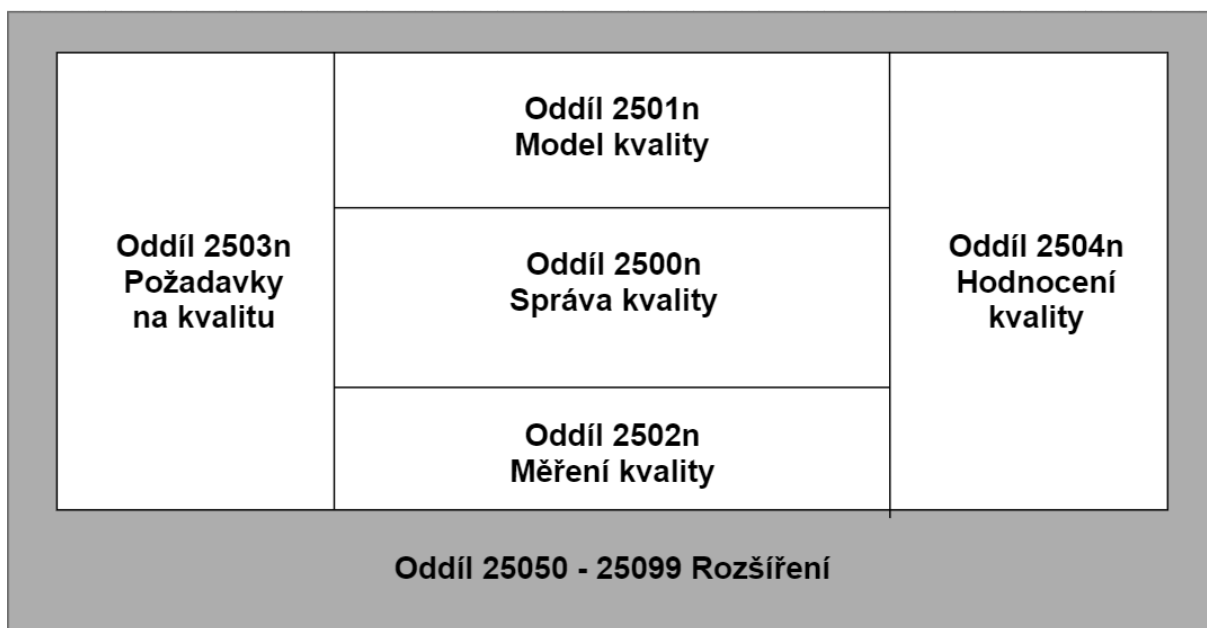 Oddíl 2501n
Model kvality
Oddíl 2503n
Požadavky
na kvalitu
Oddíl 2500n
Správa kvality
Oddíl 2504n
Hodnocení
kvality
Oddíl 2502n
Měření kvality
Oddíl 25050 - 25099 Rozšíření